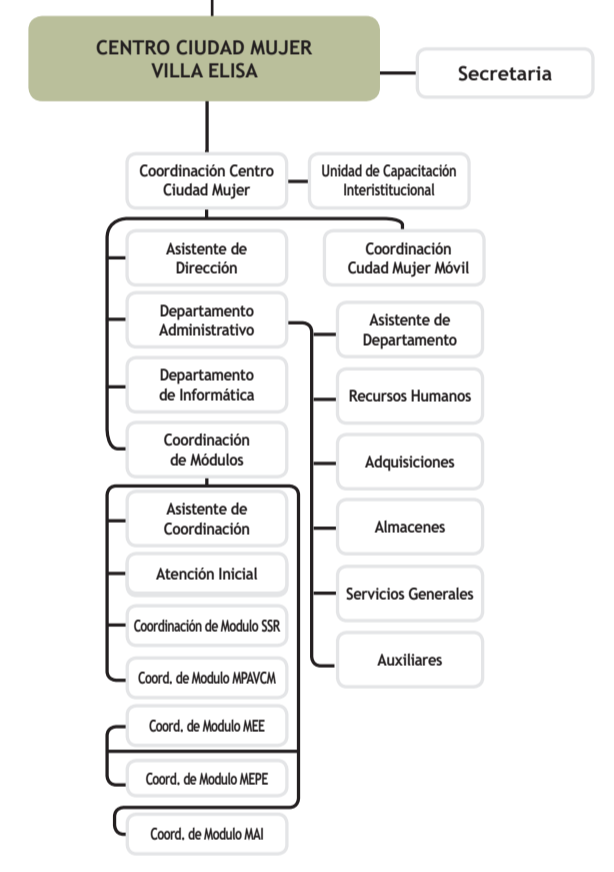 CENTRO CIUDAD MUJER
VILLA ELISA
Secretaria
Coordinación Centro
Ciudad Mujer
Unidad de Capacitación
Interistitucional
Asistente de
Dirección
Coordinación
Cudad Mujer Móvil
Departamento
Administrativo
Asistente de
Departamento
Departamento
de Informática
Recursos Humanos
Coordinación
de Módulos
Adquisiciones
Asistente de
Coordinación
Almacenes
Atención Inicial
Servicios Generales
Coordinación de Modulo SSR
Auxiliares
Coord. de Modulo MPAVCM
Coord. de Modulo MEE
Coord. de Modulo MEPE
Coord. de Modulo MAI